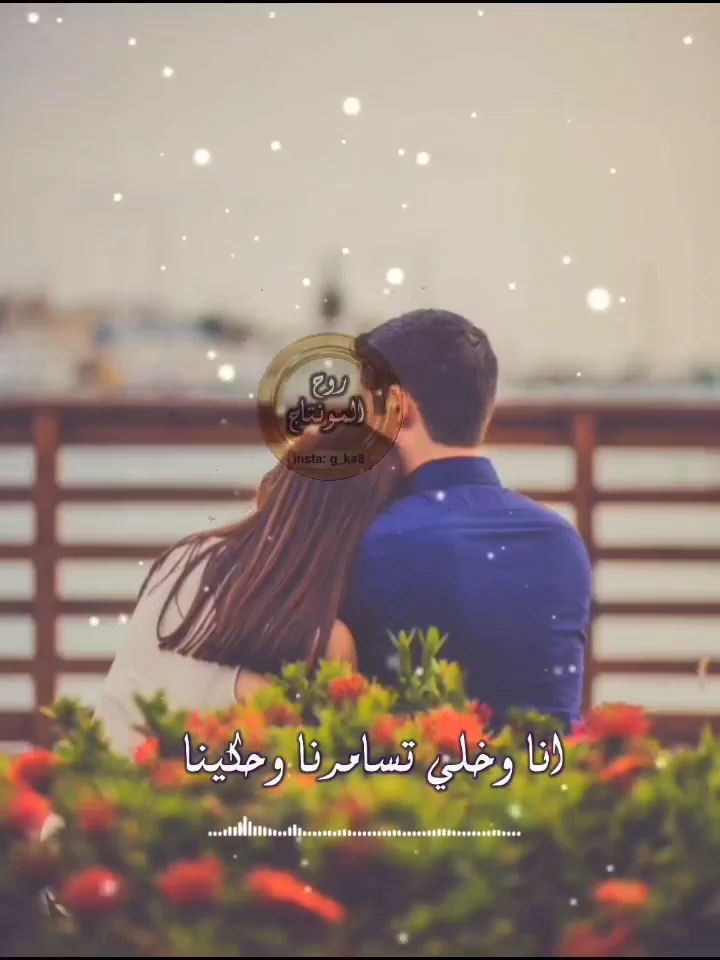 روح
المونتاج
insta: g_ka8
انا وخلي تسامرنا وحكينا